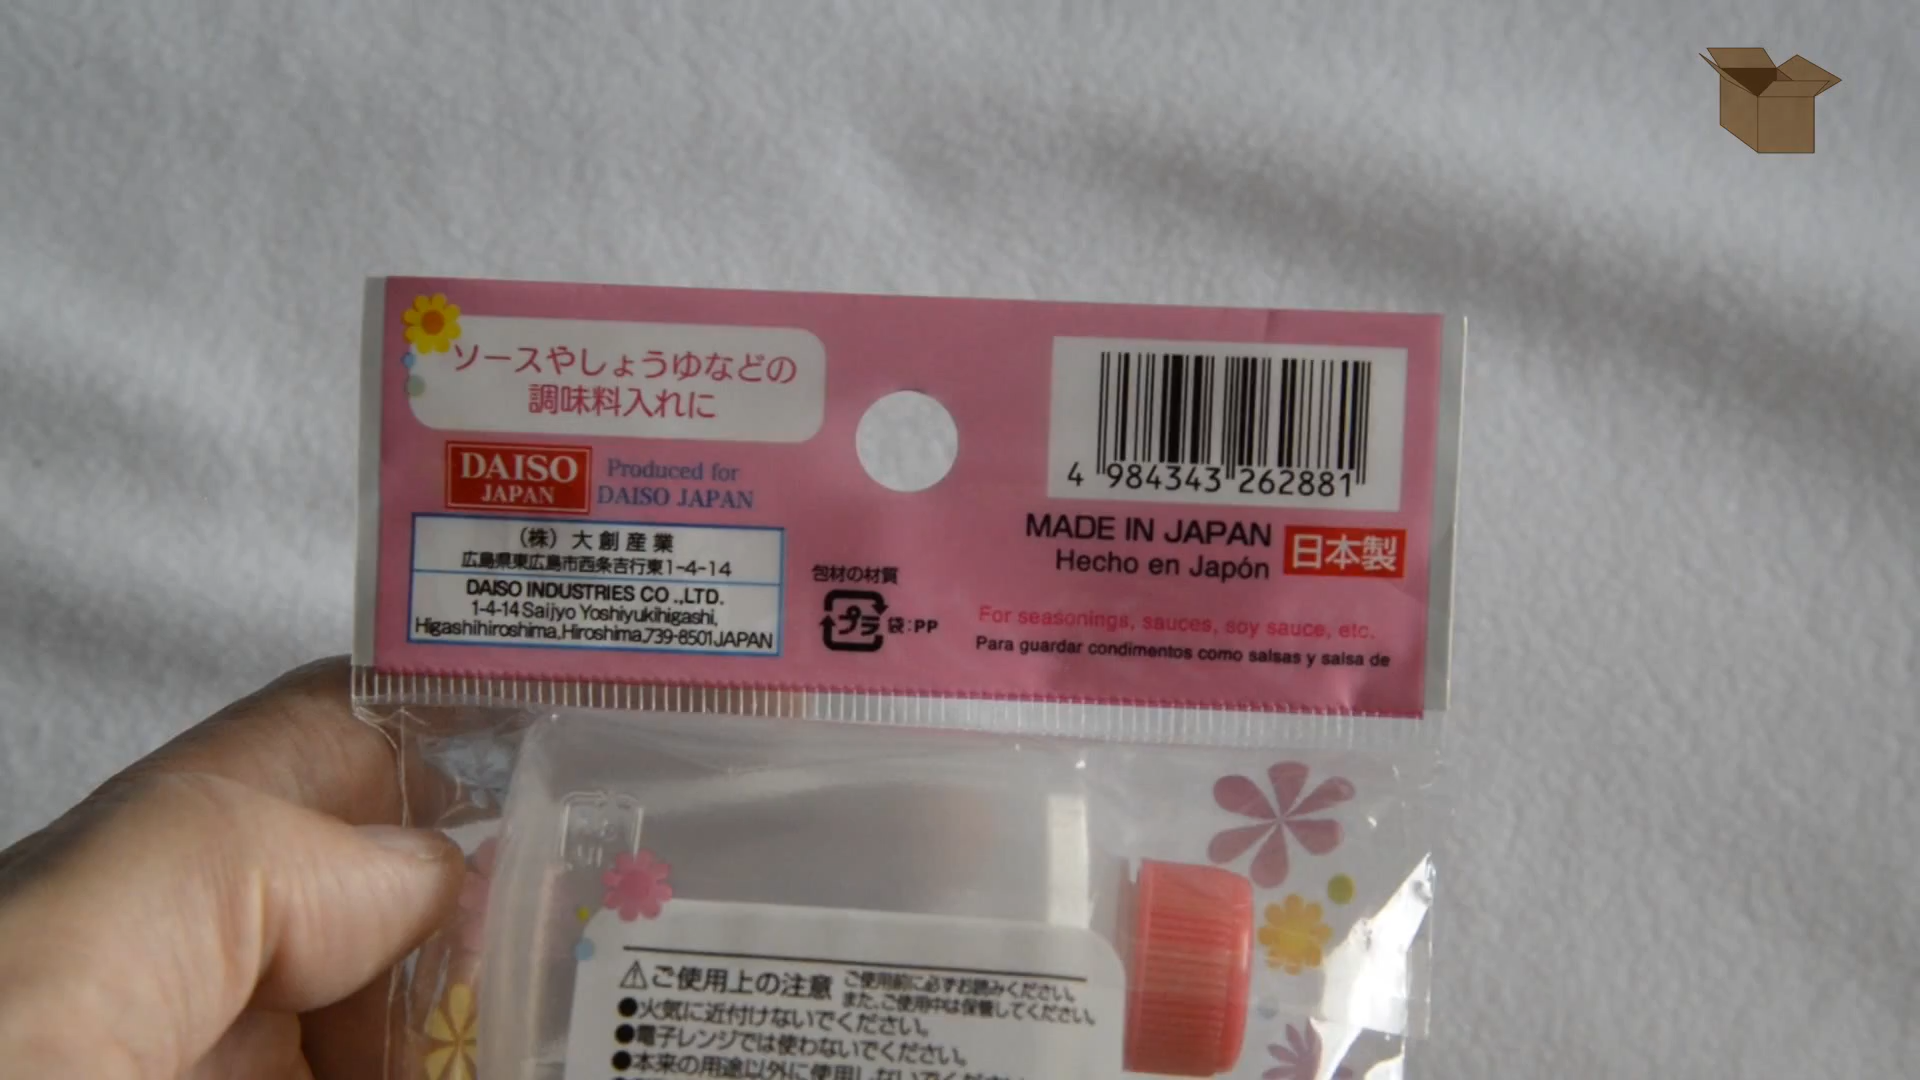 ソースやしょうゆなどの
調味料入れに
DAISO
JAPAN
Produced for
DAISO JAPAN
(株) 大創産業
広島県東広島市西条吉行東1-4-14
DAISO INDUSTRIES CO.,LTD.
1-4-14 Saijyo Yoshiyukihigashi,
Higashihiroshima,Hiroshima,739-8501JAPAN
包材の材質
プラ 袋:PP
4 984343 262881
MADE IN JAPAN
Hecho en Japón
日本製
For seasonings, sauces, soy sauce, etc.
Para guardar condimentos como salsas y salsa de
⚠ご使用上の注意 ご使用前に必ずお読みください。
また、ご使用中は保管してください。
●火気に近付けないでください。
●電子レンジでは使わないでください。
●本来の用途以外に使用しないでくだ